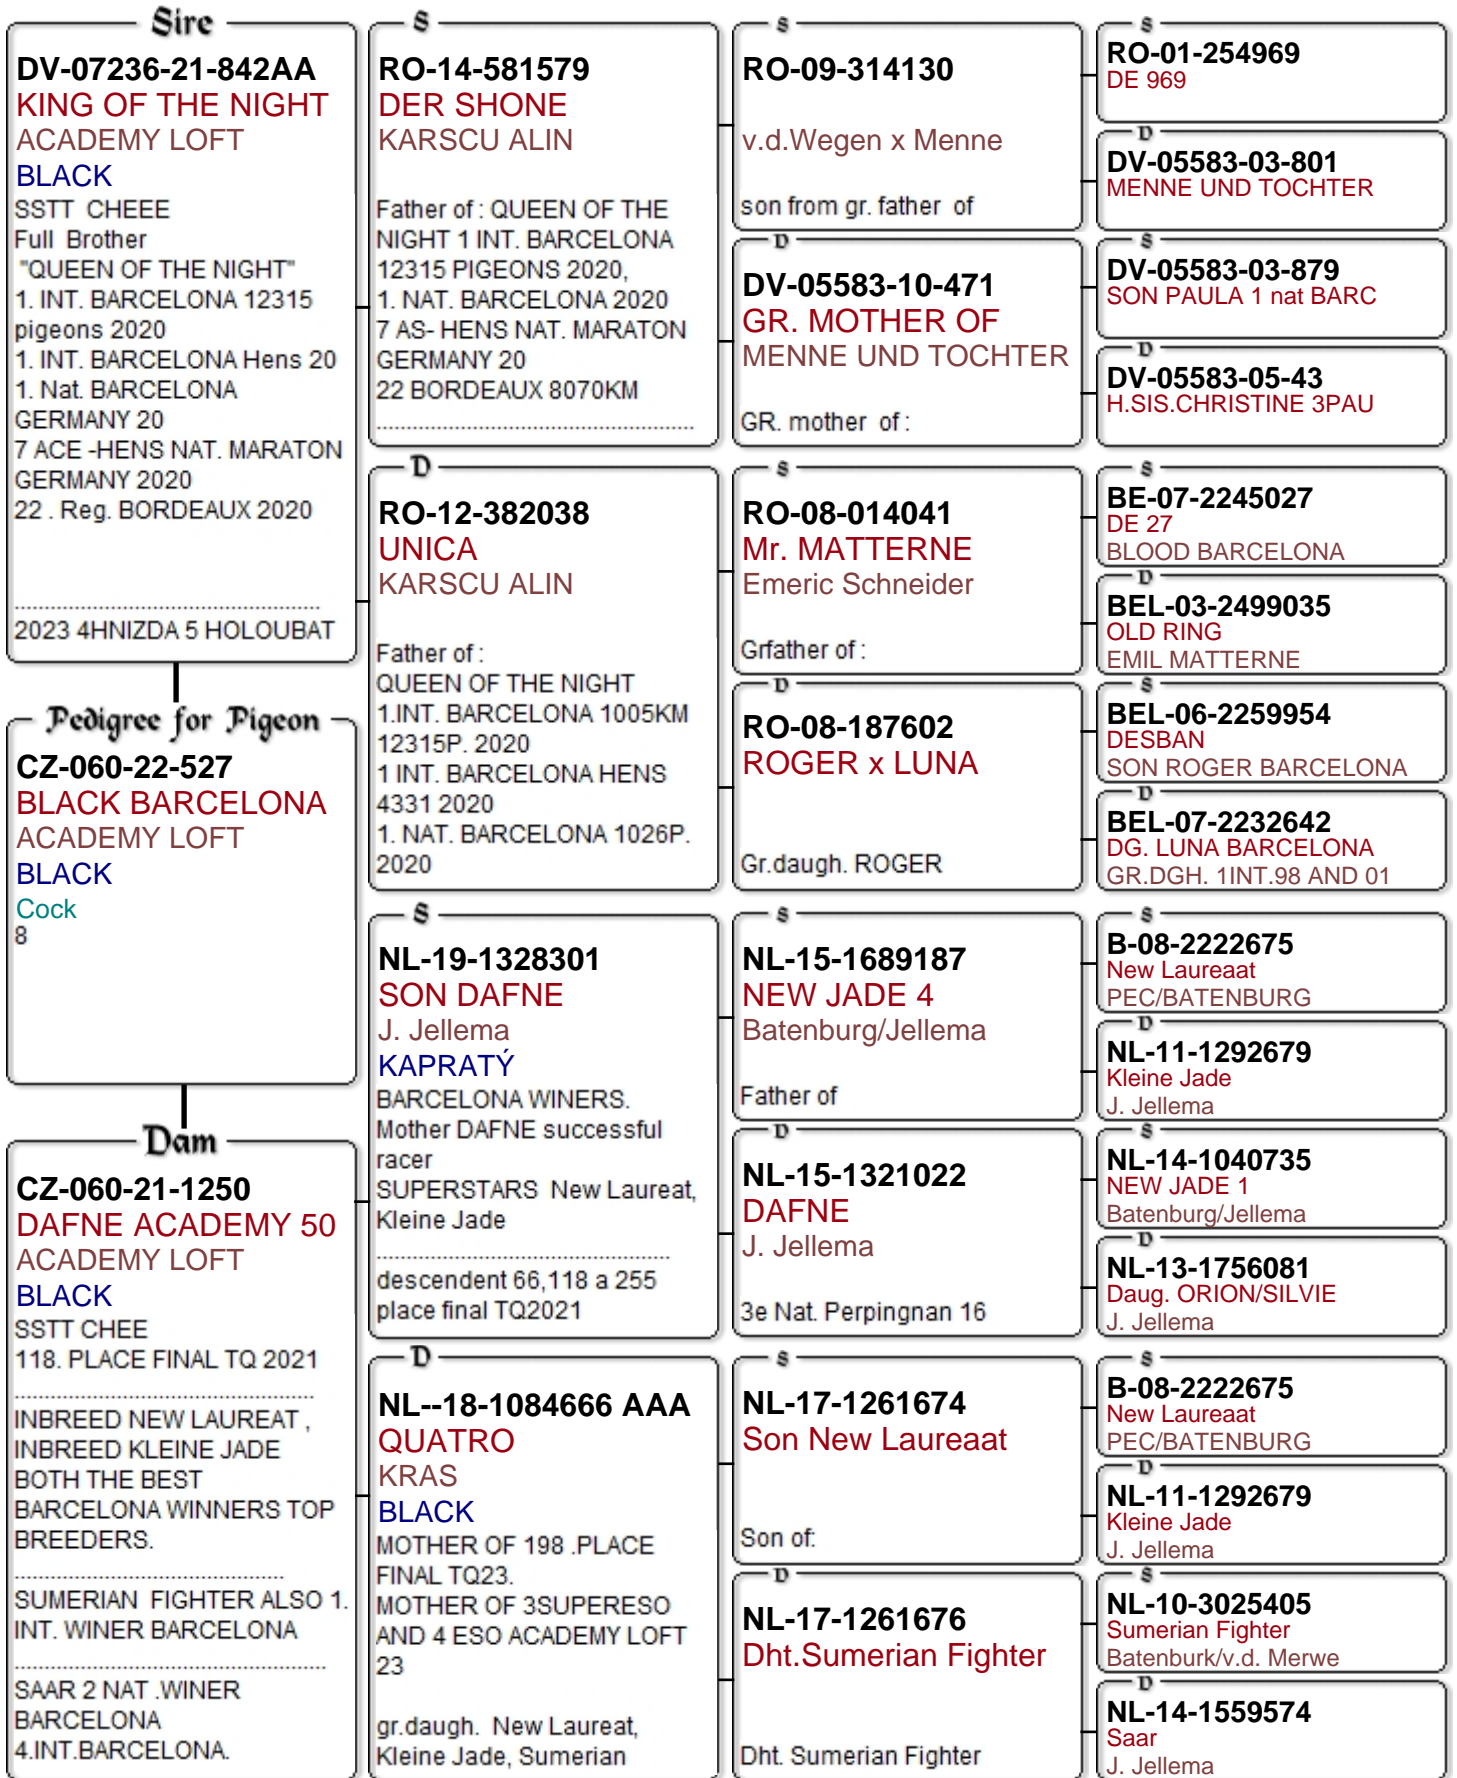 Sire
DV-07236-21-842AA
KING OF THE NIGHT
ACADEMY LOFT
BLACK
SSTT CHEEE
Full Brother
"QUEEN OF THE NIGHT"
1. INT. BARCELONA 12315
pigeons 2020
1. INT. BARCELONA Hens 20
1. Nat. BARCELONA
GERMANY 20
7 ACE -HENS NAT. MARATON
GERMANY 2020
22 . Reg. BORDEAUX 2020
..................................................
2023 4HNIZDA 5 HOLOUBAT
Pedigree for Pigeon
CZ-060-22-527
BLACK BARCELONA
ACADEMY LOFT
BLACK
Cock
8
Dam
CZ-060-21-1250
DAFNE ACADEMY 50
ACADEMY LOFT
BLACK
SSTT CHEE
118. PLACE FINAL TQ 2021
.................................................
INBREED NEW LAUREAT ,
INBREED KLEINE JADE
BOTH THE BEST
BARCELONA WINNERS TOP
BREEDERS.
............................................
SUMERIAN FIGHTER ALSO 1.
INT. WINER BARCELONA
...................................................
SAAR 2 NAT .WINER
BARCELONA
4.INT.BARCELONA.
S
RO-14-581579
DER SHONE
KARSCU ALIN
Father of : QUEEN OF THE
NIGHT 1 INT. BARCELONA
12315 PIGEONS 2020,
1. NAT. BARCELONA 2020
7 AS- HENS NAT. MARATON
GERMANY 20
22 BORDEAUX 8070KM
....................................................
D
RO-12-382038
UNICA
KARSCU ALIN
Father of :
QUEEN OF THE NIGHT
1.INT. BARCELONA 1005KM
12315P. 2020
1 INT. BARCELONA HENS
4331 2020
1. NAT. BARCELONA 1026P.
2020
S
NL-19-1328301
SON DAFNE
J. Jellema
KAPRATÝ
BARCELONA WINERS.
Mother DAFNE successful
racer
SUPERSTARS New Laureat,
Kleine Jade
................................................
descendent 66,118 a 255
place final TQ2021
D
NL--18-1084666 AAA
QUATRO
KRAS
BLACK
MOTHER OF 198 .PLACE
FINAL TQ23.
MOTHER OF 3SUPERESO
AND 4 ESO ACADEMY LOFT
23
gr.daugh. New Laureat,
Kleine Jade, Sumerian
S
RO-09-314130
v.d.Wegen x Menne
son from gr. father of
D
DV-05583-10-471
GR. MOTHER OF
MENNE UND TOCHTER
GR. mother of :
S
RO-08-014041
Mr. MATTERNE
Emeric Schneider
Grfather of :
D
RO-08-187602
ROGER x LUNA
Gr.daugh. ROGER
S
NL-15-1689187
NEW JADE 4
Batenburg/Jellema
Father of
D
NL-15-1321022
DAFNE
J. Jellema
3e Nat. Perpingnan 16
S
NL-17-1261674
Son New Laureaat
Son of:
D
NL-17-1261676
Dht.Sumerian Fighter
Dht. Sumerian Fighter
S
RO-01-254969
DE 969
D
DV-05583-03-801
MENNE UND TOCHTER
S
DV-05583-03-879
SON PAULA 1 nat BARC
D
DV-05583-05-43
H.SIS.CHRISTINE 3PAU
S
BE-07-2245027
DE 27
BLOOD BARCELONA
D
BEL-03-2499035
OLD RING
EMIL MATTERNE
S
BEL-06-2259954
DESBAN
SON ROGER BARCELONA
D
BEL-07-2232642
DG. LUNA BARCELONA
GR.DGH. 1INT.98 AND 01
S
B-08-2222675
New Laureaat
PEC/BATENBURG
D
NL-11-1292679
Kleine Jade
J. Jellema
S
NL-14-1040735
NEW JADE 1
Batenburg/Jellema
D
NL-13-1756081
Daug. ORION/SILVIE
J. Jellema
S
B-08-2222675
New Laureaat
PEC/BATENBURG
D
NL-11-1292679
Kleine Jade
J. Jellema
S
NL-10-3025405
Sumerian Fighter
Batenburk/v.d. Merwe
D
NL-14-1559574
Saar
J. Jellema